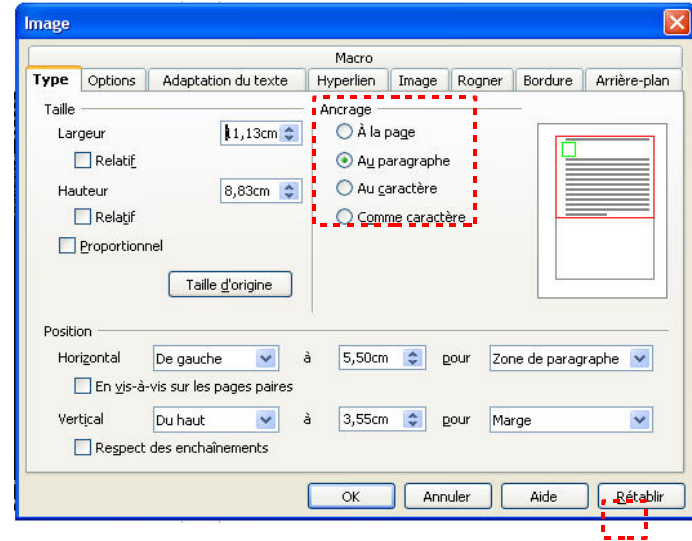 Image
Macro
Type Options Adaptation du texte Hyperlien Image Rogner Bordure Arrière-plan
Taille
Largeur 11,13cm
Relatif
Hauteur 8,83cm
Relatif
Proportionnel
Taille d'origine
Ancrage
À la page
Au paragraphe
Au caractère
Comme caractère
Position
Horizontal De gauche à 5,50cm pour Zone de paragraphe
En vis-à-vis sur les pages paires
Vertical Du haut à 3,55cm pour Marge
Respect des enchaînements
OK Annuler Aide Rétablir